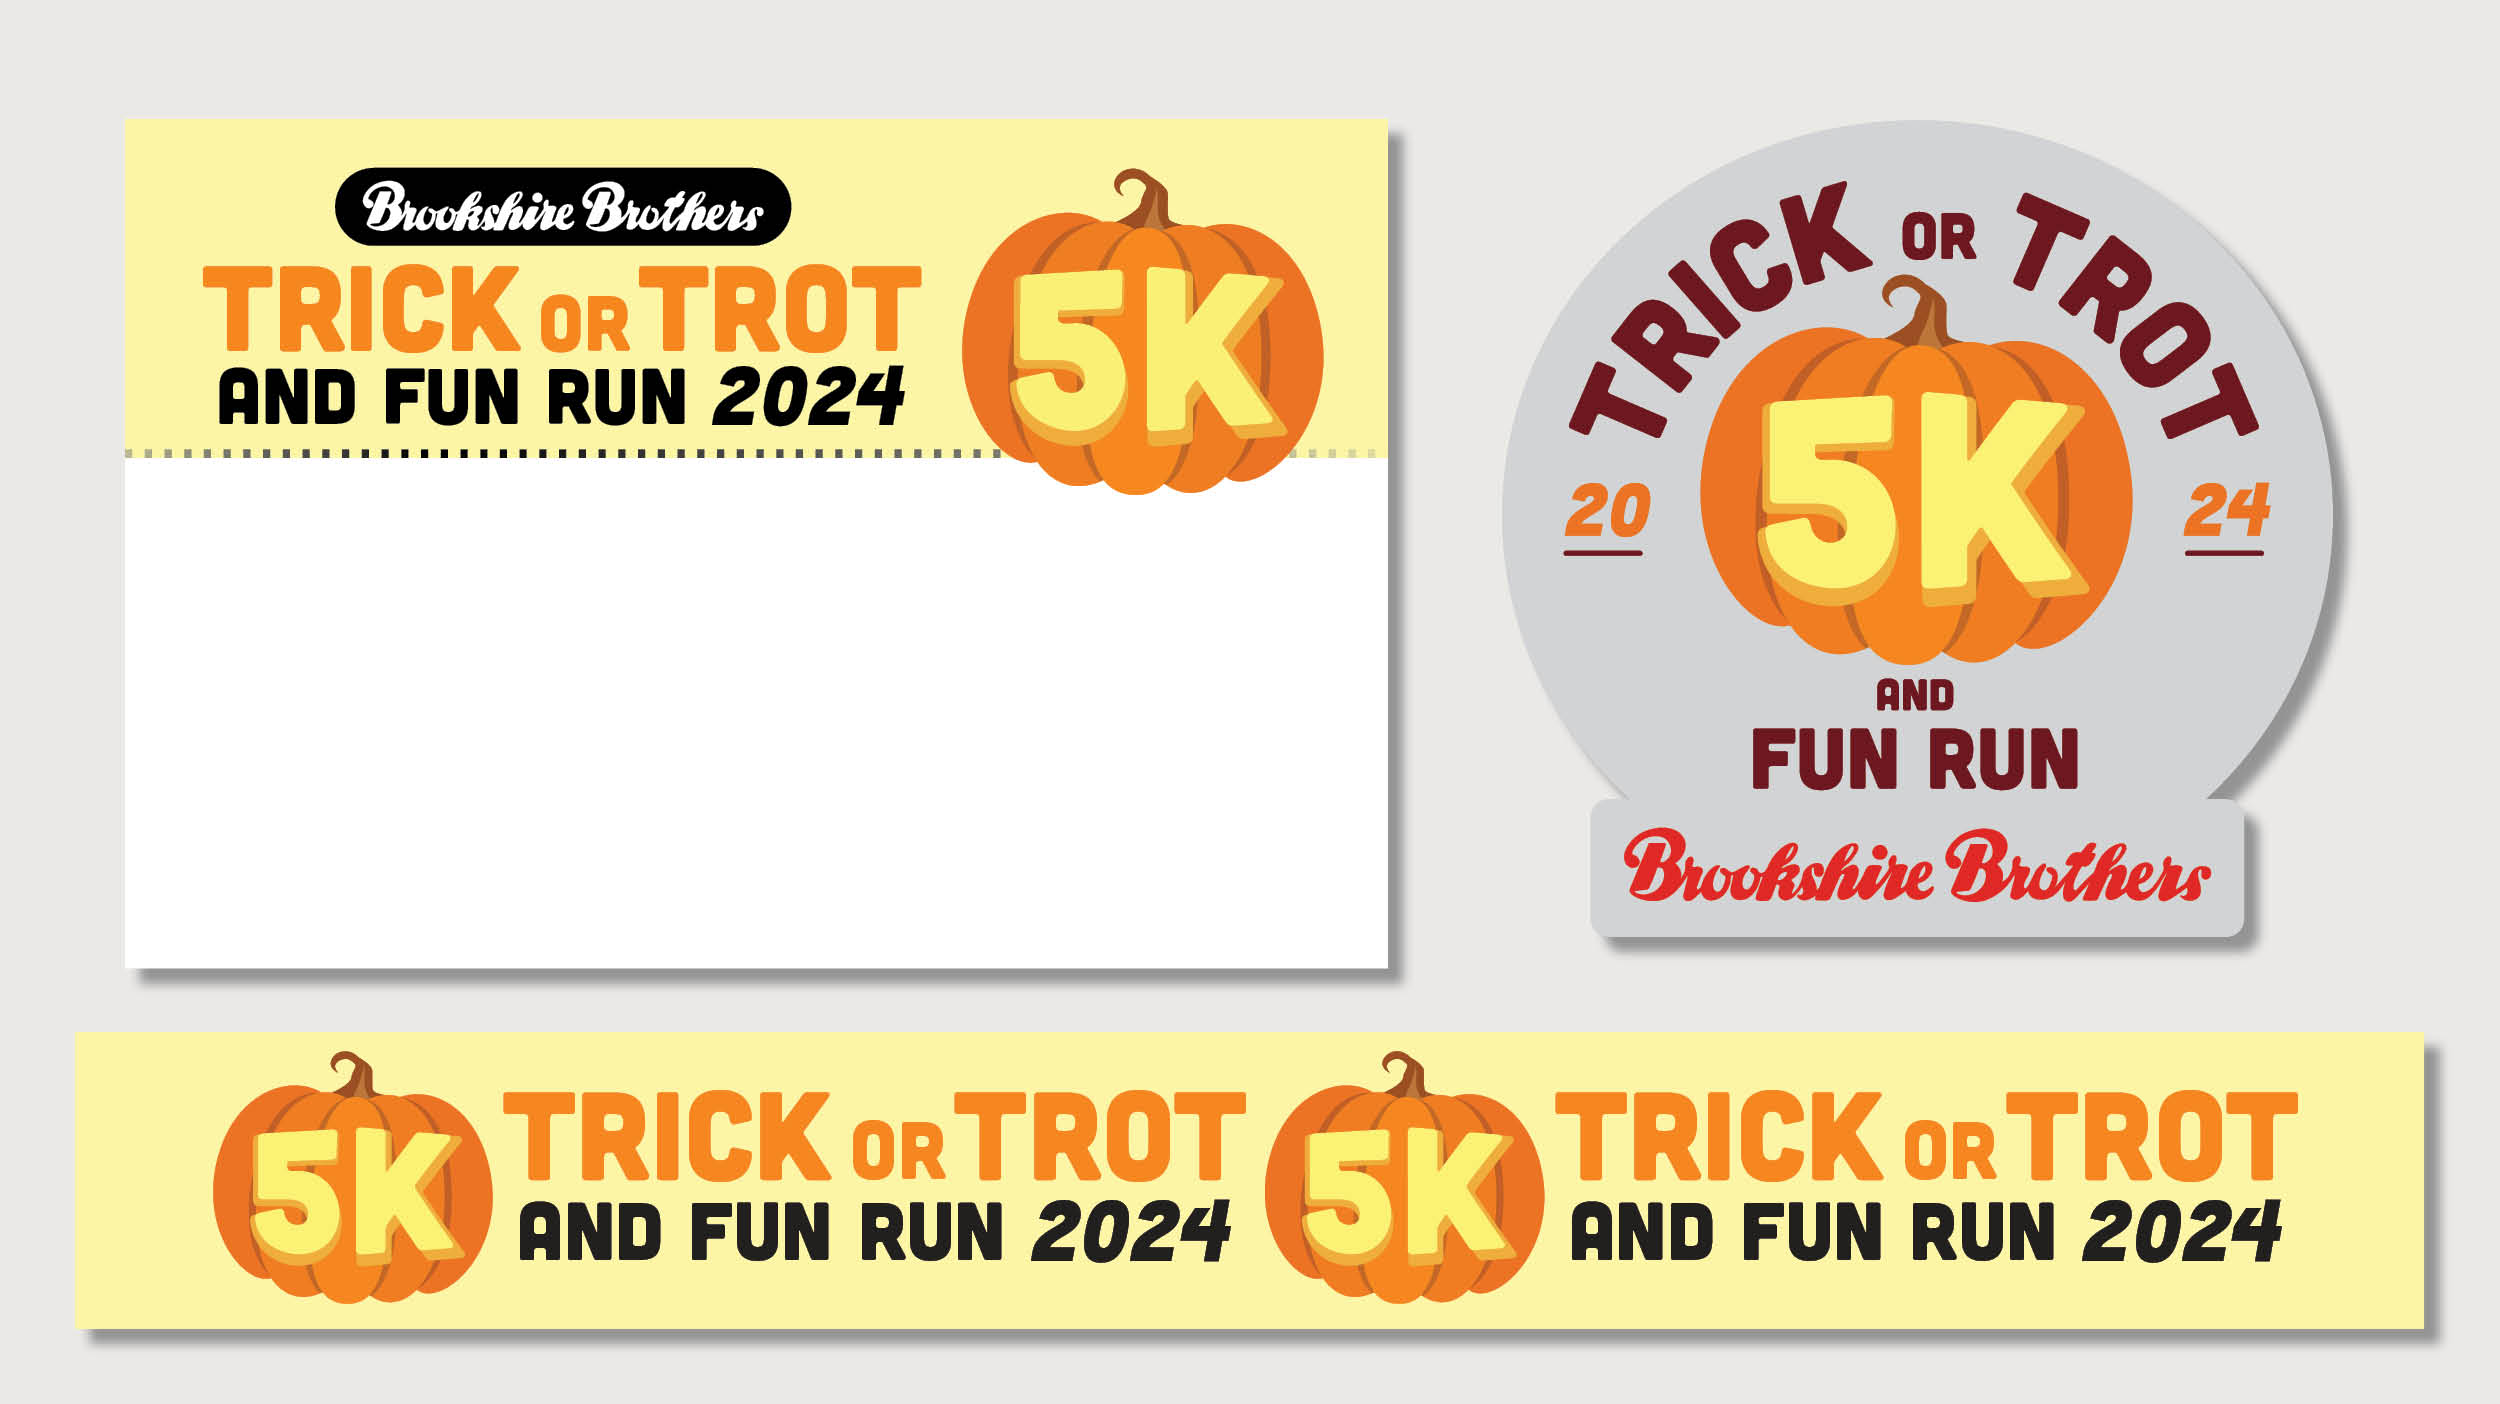 Brookshire Brothers
TRICK OR TROT
AND FUN RUN 2024
5K
TRICK OR TROT
5K
20 24
AND
FUN RUN
Brookshire Brothers
5K
TRICK OR TROT
AND FUN RUN 2024
5K
TRICK OR TROT
AND FUN RUN 2024